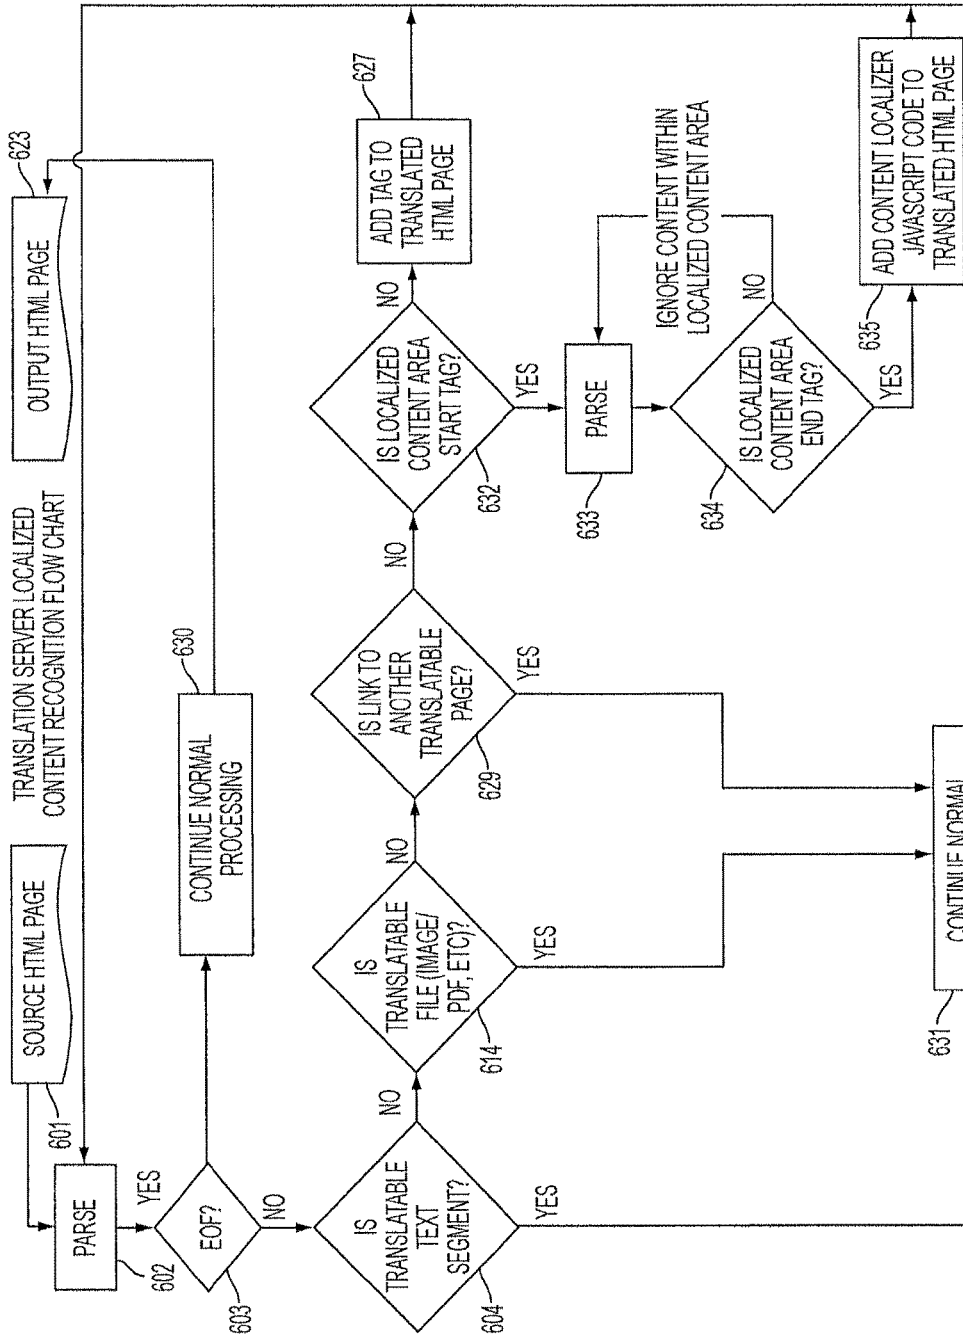 TRANSLATION SERVER LOCALIZED
CONTENT RECOGNITION FLOW CHART
SOURCE HTML PAGE
601
OUTPUT HTML PAGE
623
PARSE
602
YES
EOF?
603
NO
CONTINUE NORMAL
PROCESSING
630
IS
TRANSLATABLE
TEXT
SEGMENT?
604
NO
YES
IS
TRANSLATABLE
FILE (IMAGE/
PDF, ETC)?
614
NO
YES
IS LINK TO
ANOTHER
TRANSLATABLE
PAGE?
629
NO
YES
IS LOCALIZED
CONTENT AREA
START TAG?
632
NO
YES
ADD TAG TO
TRANSLATED
HTML PAGE
627
PARSE
633
IGNORE CONTENT WITHIN
LOCALIZED CONTENT AREA
IS LOCALIZED
CONTENT AREA
END TAG?
634
NO
YES
ADD CONTENT LOCALIZER
JAVASCRIPT CODE TO
TRANSLATED HTML PAGE
635
CONTINUE NORMAL
631